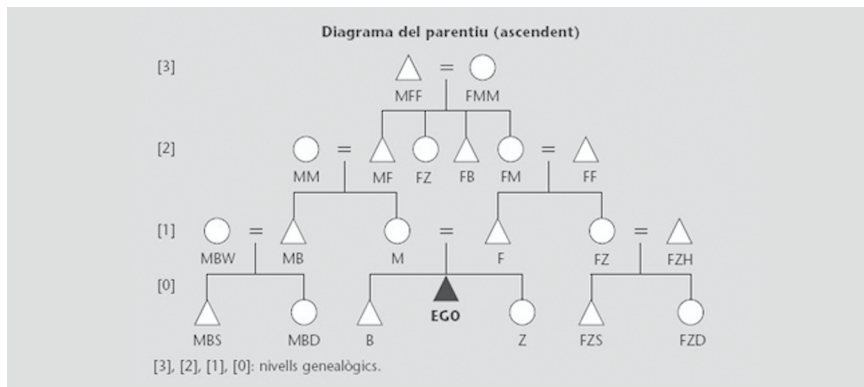 Diagrama del parentiu (ascendent)
[3]
=
MFF FMM
[2]
= =
MM MF FZ FB FM FF
[1]
= = =
MBW MB M F FZ FZH
[0]
EGO
MBS MBD B Z FZS FZD
[3], [2], [1], [0]: nivells genealògics.